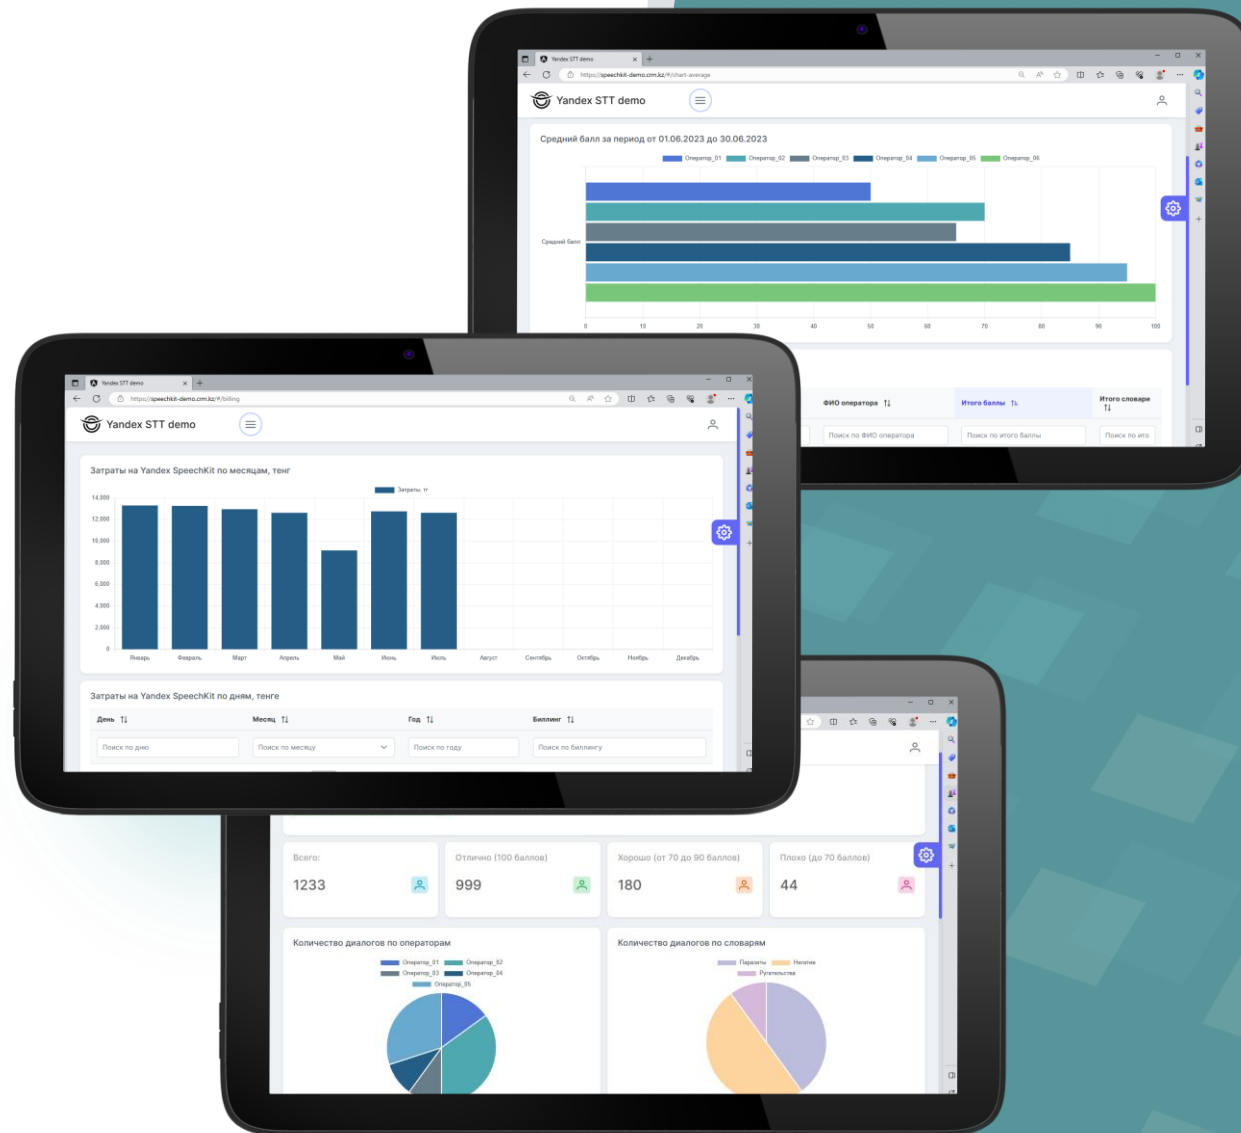 Yandex STT demo
https://speechkit-demo.crm.kz/#/chart-average
Yandex STT demo
Средний балл за период от 01.06.2023 до 30.06.2023
Оператор_01 Оператор_02 Оператор_03 Оператор_04 Оператор_05 Оператор_06
Средний балл
0 10 20 30 40 50 60 70 80 90 100
ФИО оператора Итого баллы Итого словари
Поиск по ФИО оператора Поиск по итого баллы Поиск по ито
Yandex STT demo
https://speechkit-demo.crm.kz/#/billing
Yandex STT demo
Затраты на Yandex SpeechKit по месяцам, тенг
Затраты, тг
14,000
12,000
10,000
8,000
6,000
4,000
2,000
0
Январь Февраль Март Апрель Май Июнь Июль Август Сентябрь Октябрь Ноябрь Декабрь
Затраты на Yandex SpeechKit по дням, тенге
День Месяц Год Биллинг
Поиск по дню Поиск по месяцу Поиск по году Поиск по биллингу
Всего: Отлично (100 баллов) Хорошо (от 70 до 90 баллов) Плохо (до 70 баллов)
1233 999 180 44
Количество диалогов по операторам Количество диалогов по словарям
Оператор_01 Оператор_02 Паразиты Негатив
Оператор_03 Оператор_04 Ругательства
Оператор_05